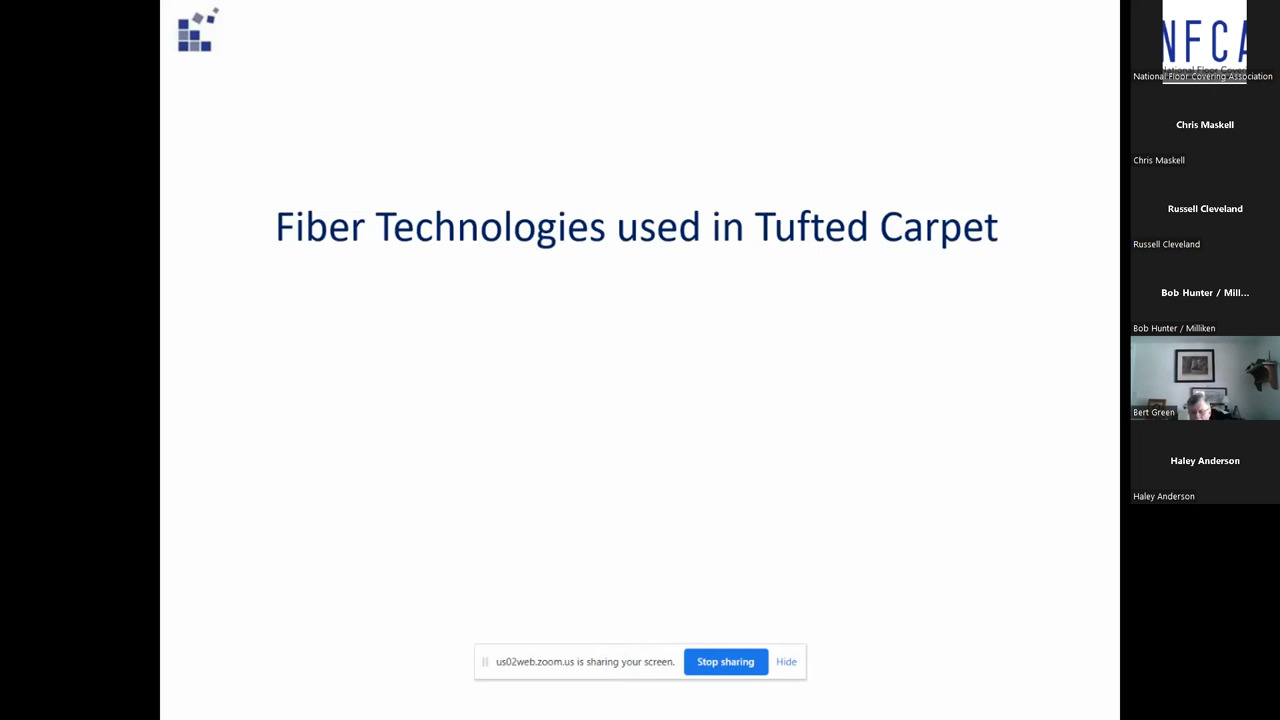 Fiber Technologies used in Tufted Carpet
us02web.zoom.us is sharing your screen.
Stop sharing
Hide
NFCA
National Floor Covering Association
Chris Maskell
Chris Maskell
Russell Cleveland
Russell Cleveland
Bob Hunter / Mill...
Bob Hunter / Milliken
Bert Green
Haley Anderson
Haley Anderson